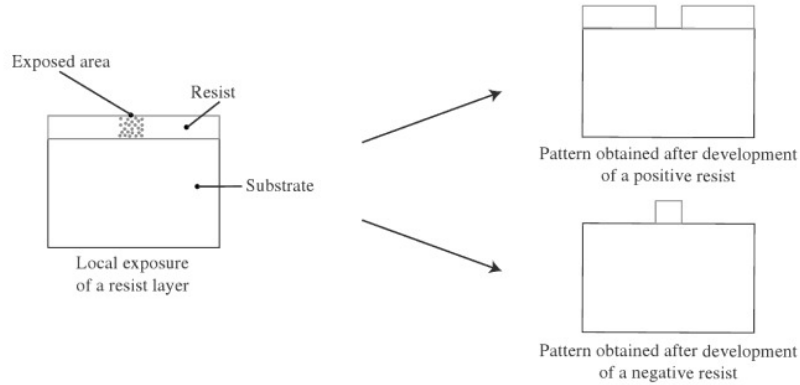 Exposed area
Resist
Substrate
Local exposure
of a resist layer
Pattern obtained after development
of a positive resist
Pattern obtained after development
of a negative resist